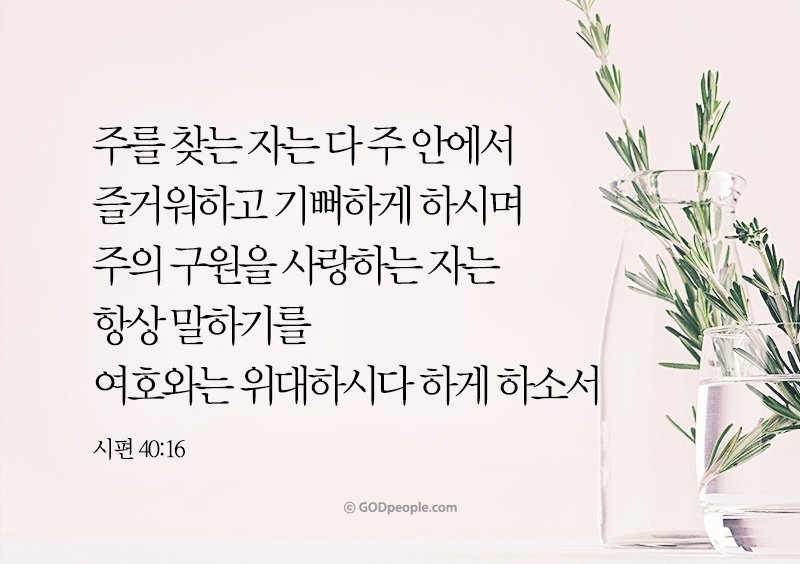 주를 찾는 자는 다 주 안에서
즐거워하고 기뻐하게 하시며
주의 구원을 사랑하는 자는
항상 말하기를
여호와는 위대하시다 하게 하소서
시편 40:16
© GODpeople.com